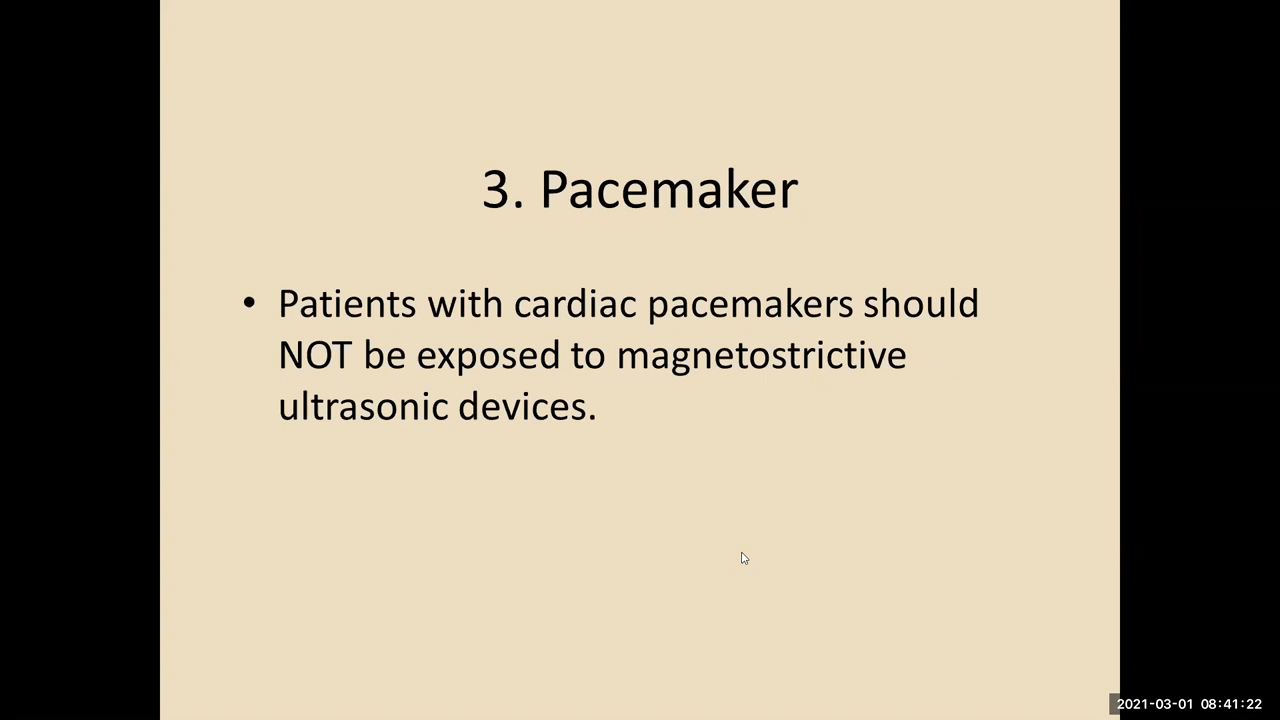 3. Pacemaker
• Patients with cardiac pacemakers should
NOT be exposed to magnetostrictive
ultrasonic devices.
2021-03-01 08:41:22